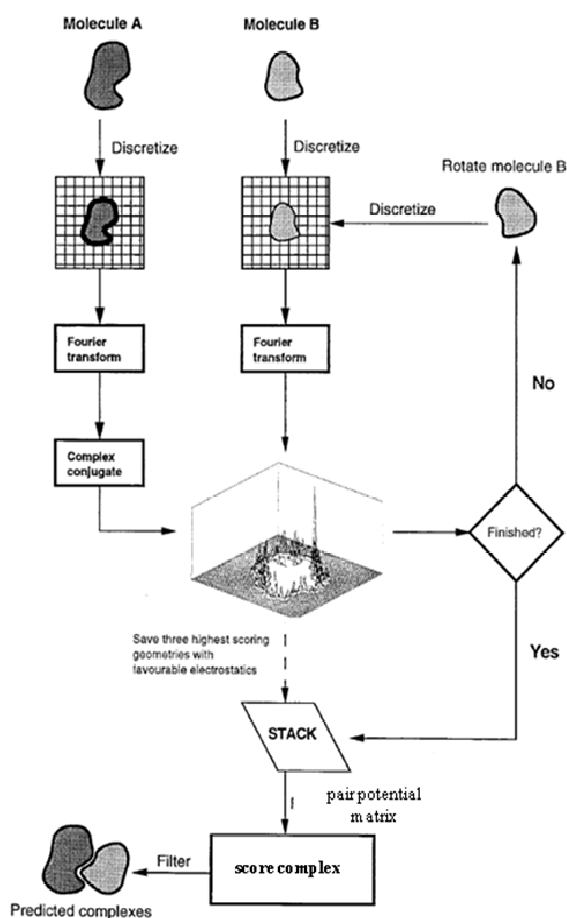 Molecule A
Molecule B
Discretize
Discretize
Rotate molecule B
Discretize
Fourier
transform
Fourier
transform
No
Complex
conjugate
Finished?
Save three highest scoring
geometries with
favourable electrostatics
Yes
STACK
pair potential
matrix
score complex
Filter
Predicted complexes